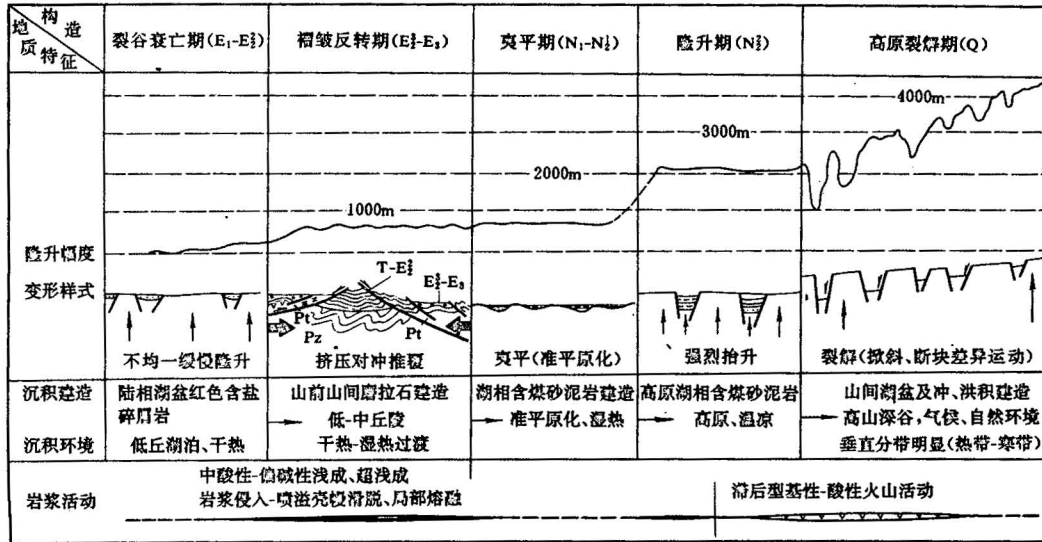 构造
地质特征
裂谷衰亡期(E₁-E₂²) 褶皱反转期(E₂³-E₃) 夷平期(N₁-N₂¹) 隆升期(N₂²) 高原裂解期(Q)
4000m
3000m
2000m
1000m
隆升幅度
变形样式
T-E₂²
E₂³-E₃
Pt
Pz
Pt
不均一缓慢隆升 挤压对冲推覆 夷平(准平原化) 强烈抬升 裂解(掀斜、断块差异运动)
沉积建造 陆相湖盆红色含盐 山前山间磨拉石建造 湖相含煤砂泥岩建造 高原湖相含煤砂泥岩 山间湖盆及冲、洪积建造
碎屑岩 低-中丘陵 准平原化、湿热 高原、温凉 高山深谷,气候、自然环境
沉积环境 低丘湖泊、干热 干热-湿热过渡 垂直分带明显(热带-寒带)
中酸性-偏碱性浅成、超浅成
岩浆活动 岩浆侵入-喷溢壳幔滑脱、局部熔融 滞后型基性-酸性火山活动